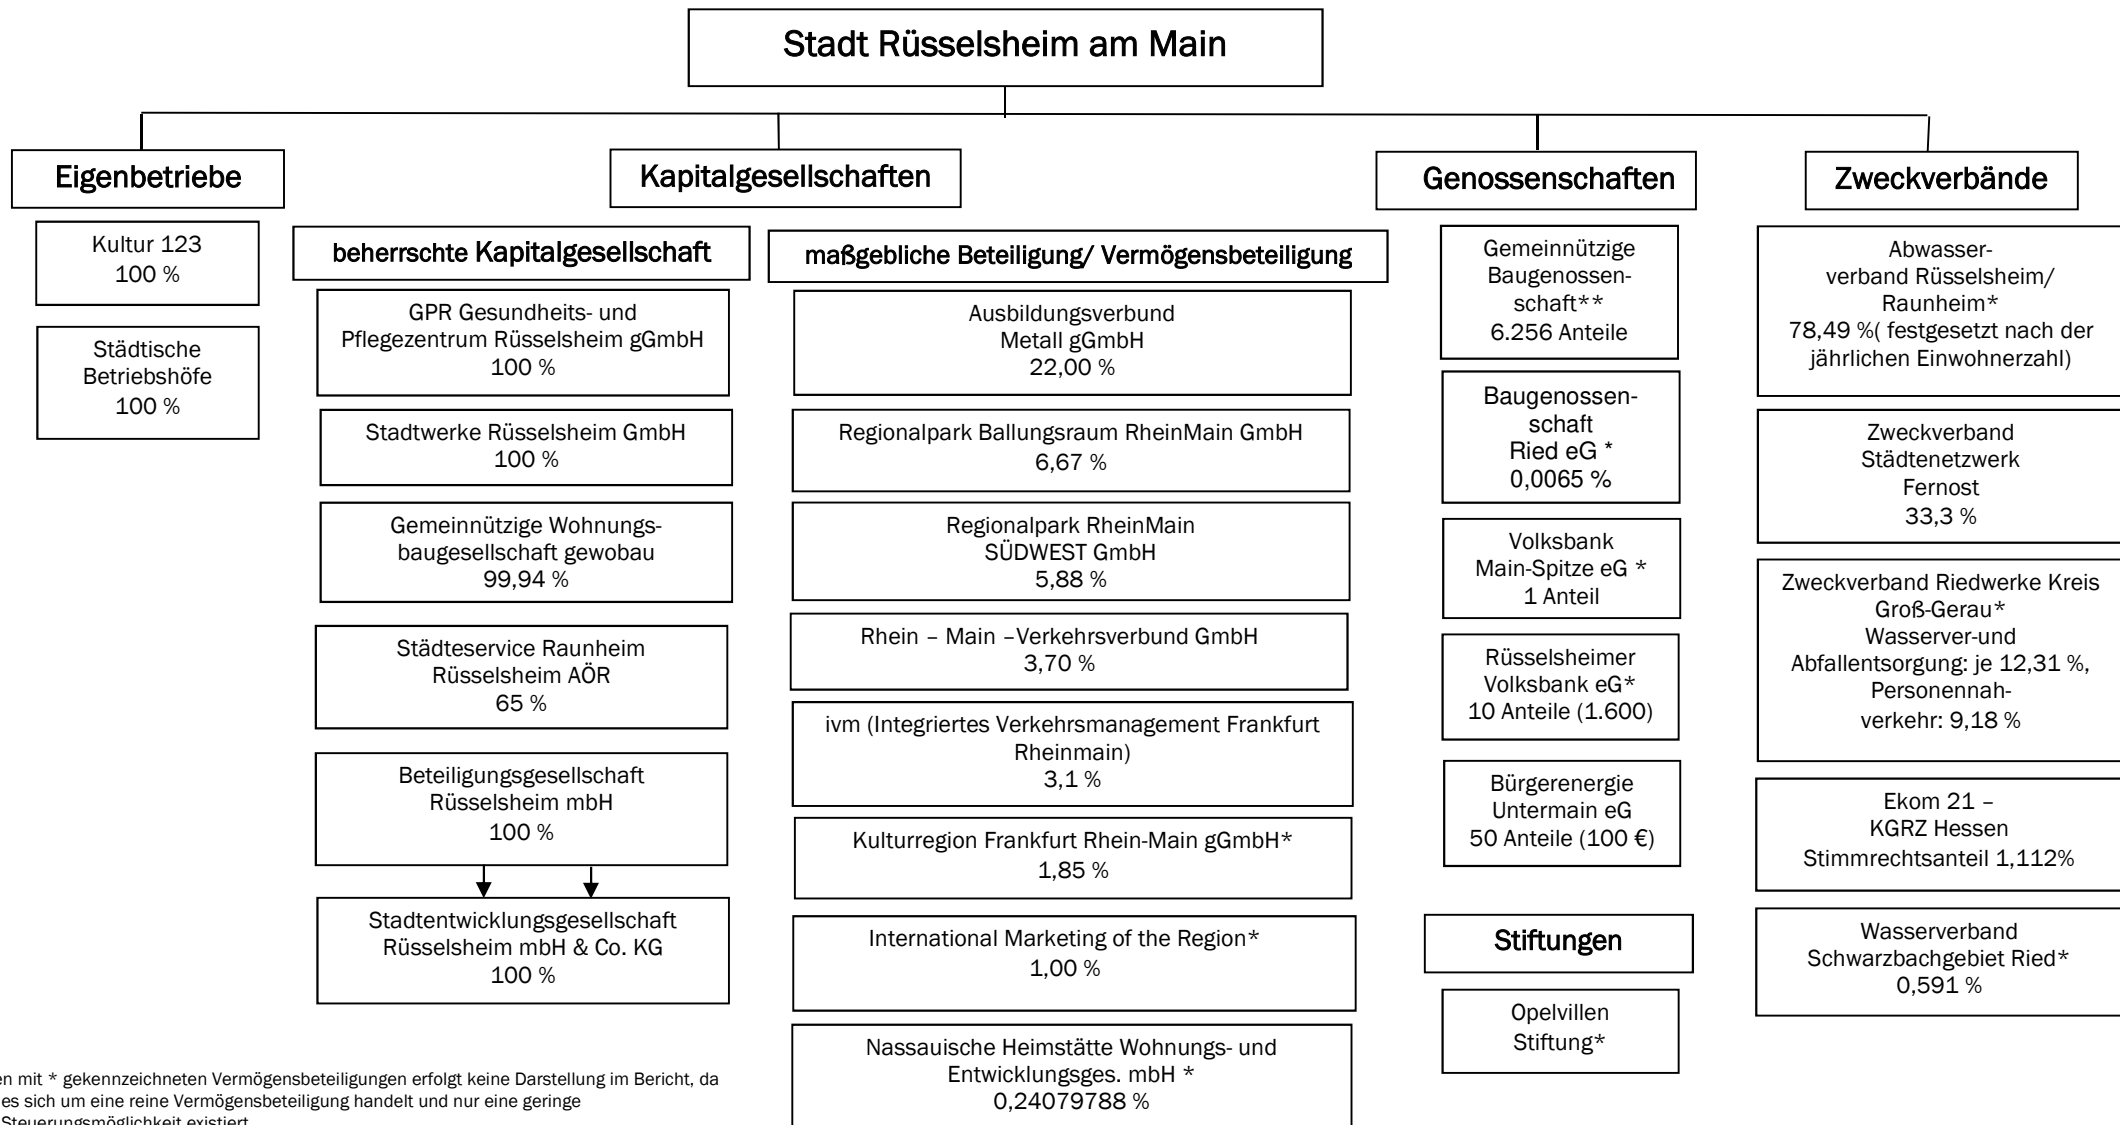 Stadt Rüsselsheim am Main
Eigenbetriebe
Kultur 123
100 %
Städtische
Betriebshöfe
100 %
Kapitalgesellschaften
beherrschte Kapitalgesellschaft
GPR Gesundheits- und
Pflegezentrum Rüsselsheim gGmbH
100 %
Stadtwerke Rüsselsheim GmbH
100 %
Gemeinnützige Wohnungs-
baugesellschaft gewobau
99,94 %
Städteservice Raunheim
Rüsselsheim AÖR
65 %
Beteiligungsgesellschaft
Rüsselsheim mbH
100 %
Stadtentwicklungsgesellschaft
Rüsselsheim mbH & Co. KG
100 %
maßgebliche Beteiligung/ Vermögensbeteiligung
Ausbildungsverbund
Metall gGmbH
22,00 %
Regionalpark Ballungsraum RheinMain GmbH
6,67 %
Regionalpark RheinMain
SÜDWEST GmbH
5,88 %
Rhein – Main –Verkehrsverbund GmbH
3,70 %
ivm (Integriertes Verkehrsmanagement Frankfurt
Rheinmain)
3,1 %
Kulturregion Frankfurt Rhein-Main gGmbH*
1,85 %
International Marketing of the Region*
1,00 %
Nassauische Heimstätte Wohnungs- und
Entwicklungsges. mbH *
0,24079788 %
Genossenschaften
Gemeinnützige
Baugenossen-
schaft**
6.256 Anteile
Baugenossen-
schaft
Ried eG *
0,0065 %
Volksbank
Main-Spitze eG *
1 Anteil
Rüsselsheimer
Volksbank eG*
10 Anteile (1.600)
Bürgerenergie
Untermain eG
50 Anteile (100 €)
Stiftungen
Opelvillen
Stiftung*
Zweckverbände
Abwasser-
verband Rüsselsheim/
Raunheim*
78,49 %( festgesetzt nach der
jährlichen Einwohnerzahl)
Zweckverband
Städtenetzwerk
Fernost
33,3 %
Zweckverband Riedwerke Kreis
Groß-Gerau*
Wasserver-und
Abfallentsorgung: je 12,31 %,
Personennah-
verkehr: 9,18 %
Ekom 21 –
KGRZ Hessen
Stimmrechtsanteil 1,112%
Wasserverband
Schwarzbachgebiet Ried*
0,591 %
en mit * gekennzeichneten Vermögensbeteiligungen erfolgt keine Darstellung im Bericht, da
es sich um eine reine Vermögensbeteiligung handelt und nur eine geringe
Steuerungsmöglichkeit existiert